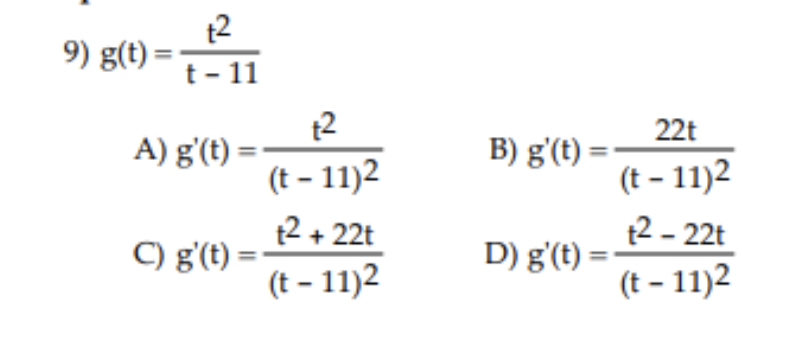 9) g(t) = t2 / t - 11
A) g'(t) = t2 / (t - 11)2 B) g'(t) = 22t / (t - 11)2
C) g'(t) = t2 + 22t / (t - 11)2 D) g'(t) = t2 - 22t / (t - 11)2